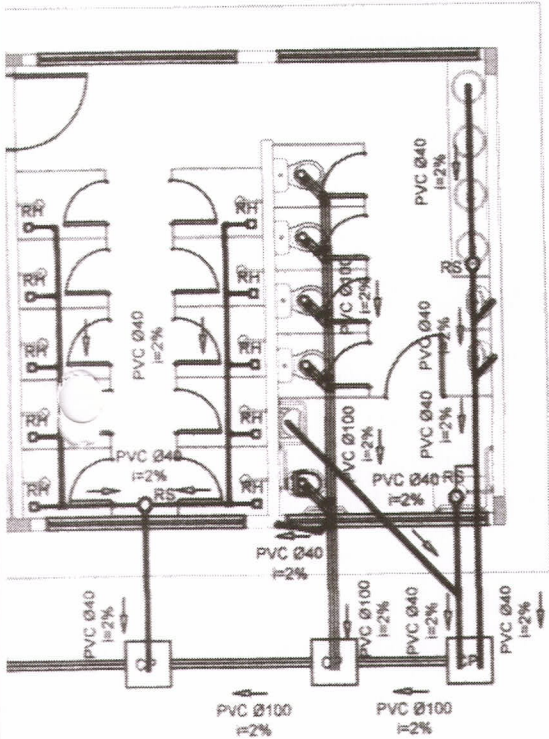 PVC Ø40
i=2%
RS
RH
RH
RH
RH
RH
RH
RH
RH
RH
RH
PVC Ø40
i=2%
PVC Ø100
i=2%
PVC Ø40
i=2%
PVC Ø40
i=2%
PVC Ø100
i=2%
PVC Ø40
i=2%
RS
PVC Ø40
i=2%
RS
PVC Ø40
i=2%
PVC Ø40
i=2%
PVC Ø100
i=2%
PVC Ø40
i=2%
PVC Ø40
i=2%
CP
CP
CP
PVC Ø100
i=2%
PVC Ø100
i=2%